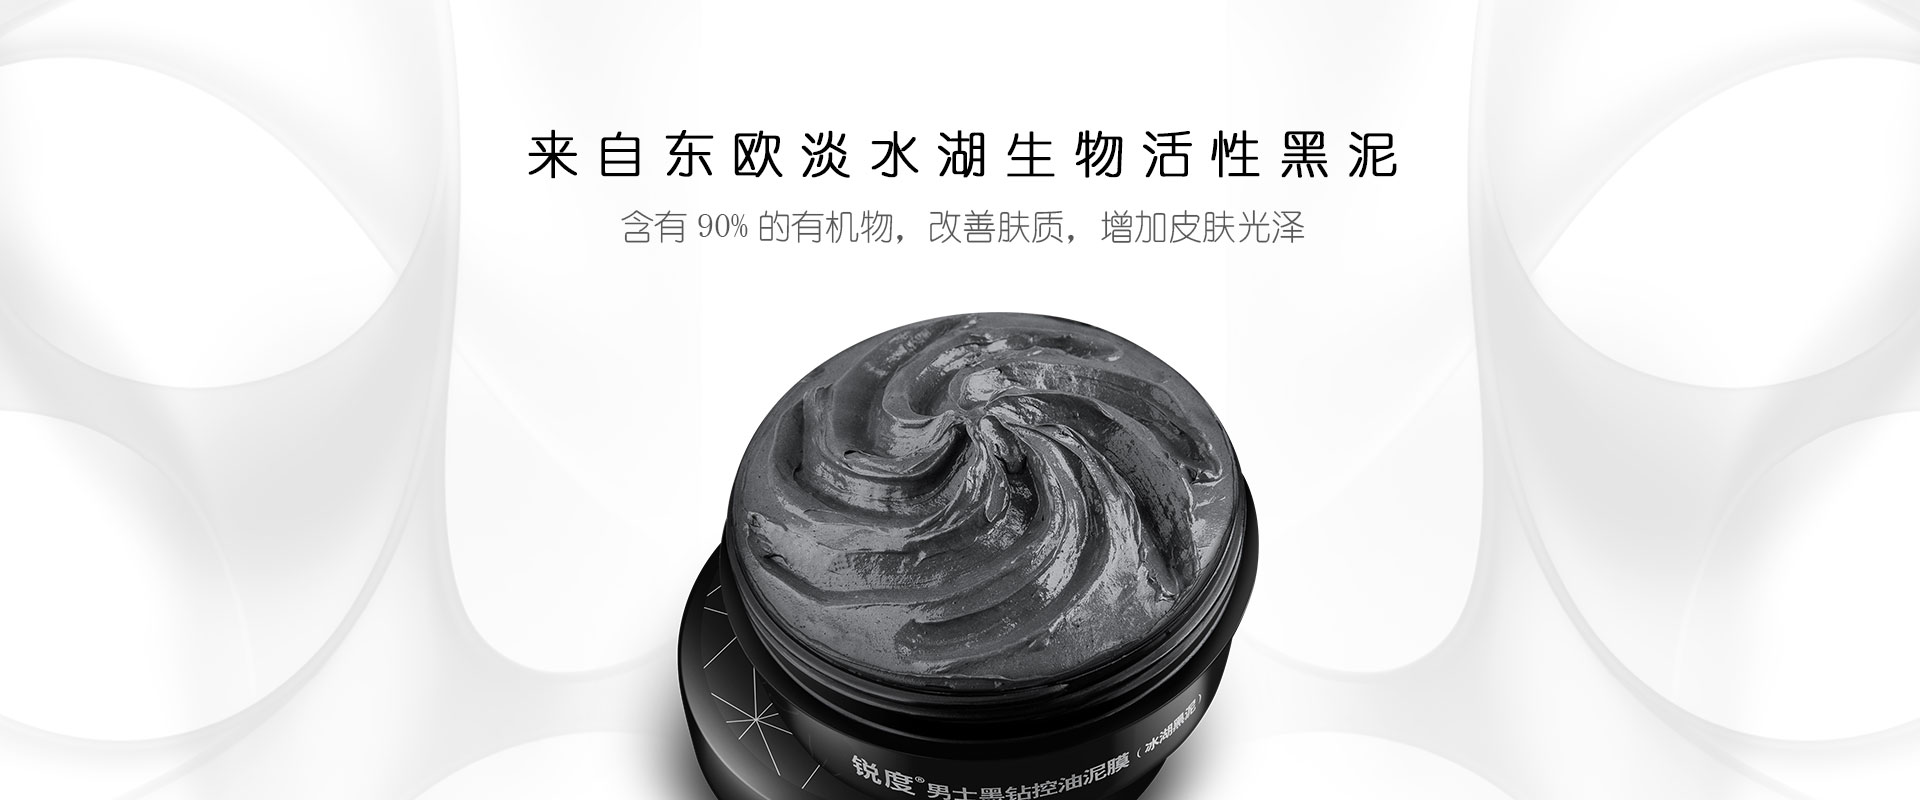 来自东欧淡水湖生物活性黑泥
含有 90% 的有机物，改善肤质，增加皮肤光泽
锐度® 男士黑钻控油泥膜（冰湖黑泥）